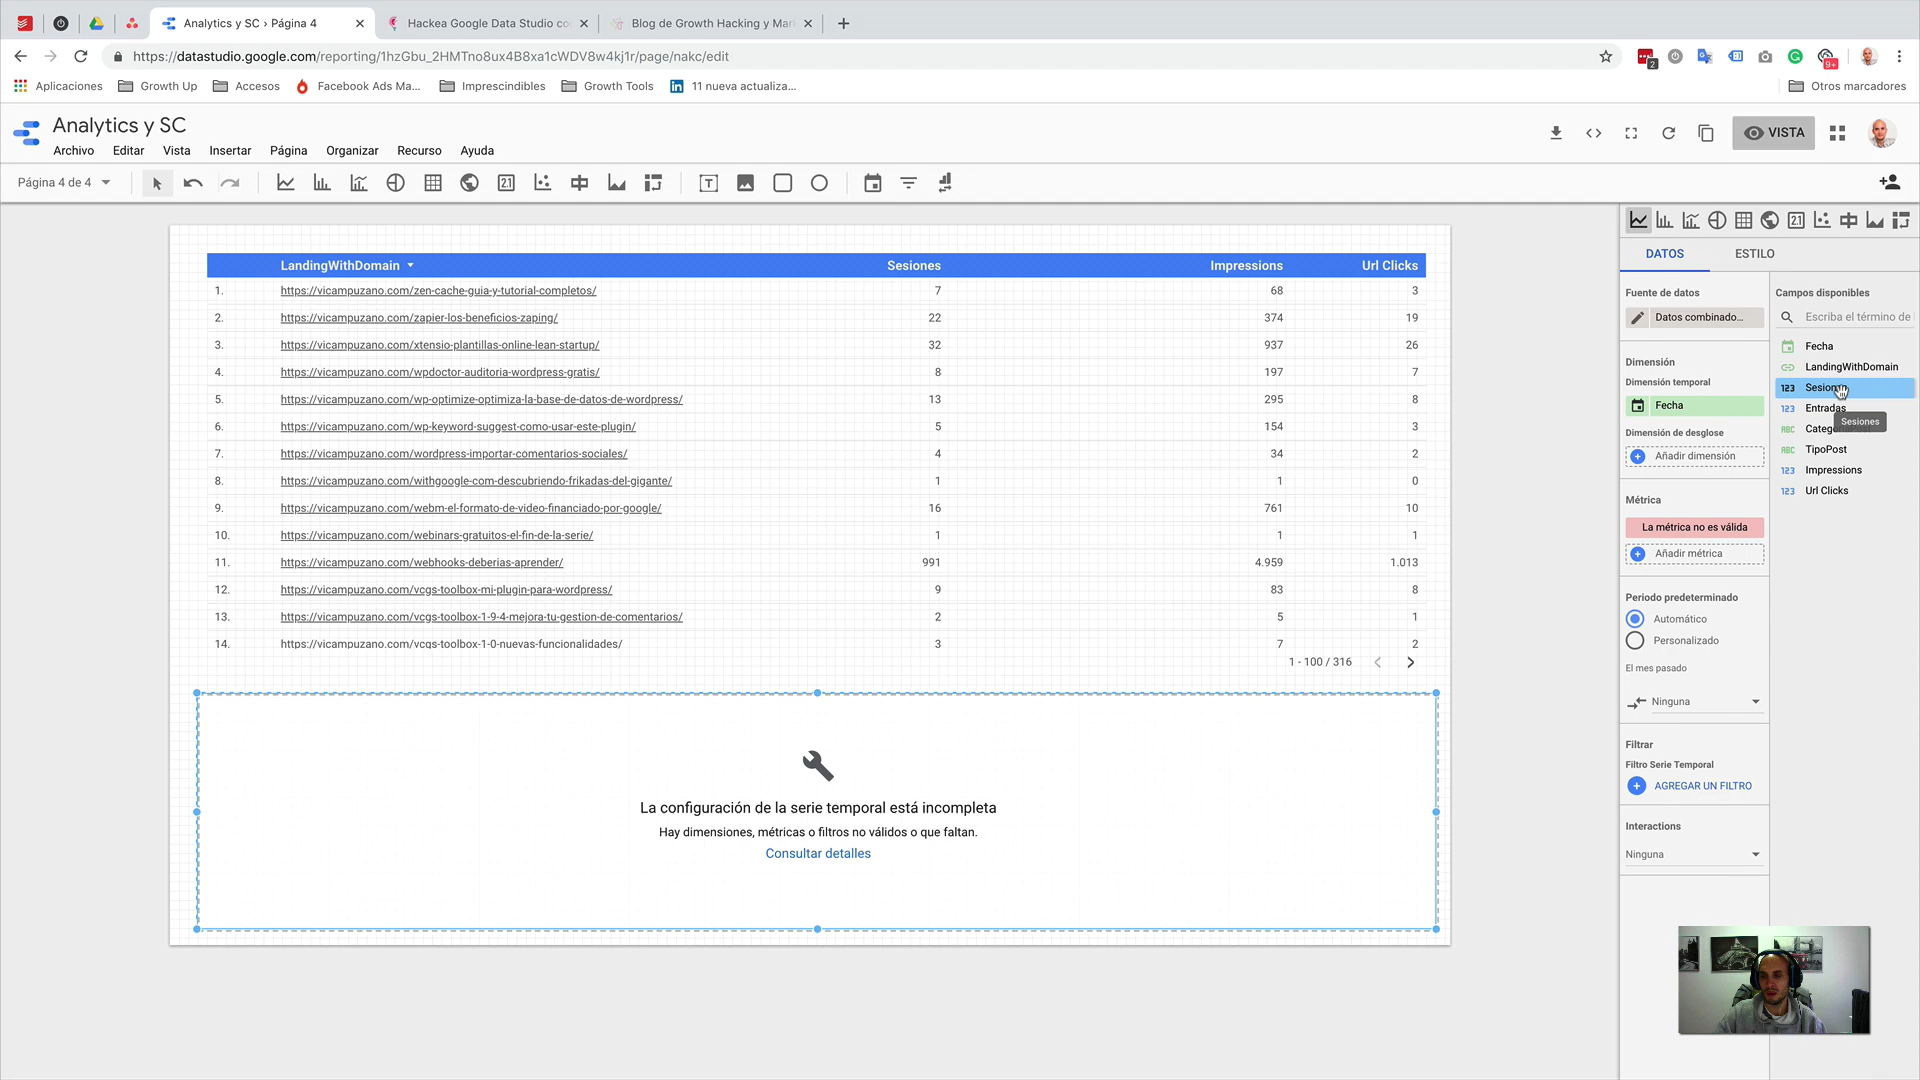 Analytics y SC › Página 4
Hackea Google Data Studio co
Blog de Growth Hacking y Mar
https://datastudio.google.com/reporting/1hzGbu_2HMTno8ux4B8xa1cWDV8w4kj1r/page/nakc/edit
2
9+
Aplicaciones
Growth Up
Accesos
Facebook Ads Ma...
Imprescindibles
Growth Tools
11 nueva actualiza...
Otros marcadores
Analytics y SC
Archivo Editar Vista Insertar Página Organizar Recurso Ayuda
VISTA
Página 4 de 4
LandingWithDomain Sesiones Impressions Url Clicks
1. https://vicampuzano.com/zen-cache-guia-y-tutorial-completos/ 7 68 3
2. https://vicampuzano.com/zapier-los-beneficios-zaping/ 22 374 19
3. https://vicampuzano.com/xtensio-plantillas-online-lean-startup/ 32 937 26
4. https://vicampuzano.com/wpdoctor-auditoria-wordpress-gratis/ 8 197 7
5. https://vicampuzano.com/wp-optimize-optimiza-la-base-de-datos-de-wordpress/ 13 295 8
6. https://vicampuzano.com/wp-keyword-suggest-como-usar-este-plugin/ 5 154 3
7. https://vicampuzano.com/wordpress-importar-comentarios-sociales/ 4 34 2
8. https://vicampuzano.com/withgoogle-com-descubriendo-frikadas-del-gigante/ 1 1 0
9. https://vicampuzano.com/webm-el-formato-de-video-financiado-por-google/ 16 761 10
10. https://vicampuzano.com/webinars-gratuitos-el-fin-de-la-serie/ 1 1 1
11. https://vicampuzano.com/webhooks-deberias-aprender/ 991 4.959 1.013
12. https://vicampuzano.com/vcgs-toolbox-mi-plugin-para-wordpress/ 9 83 8
13. https://vicampuzano.com/vcgs-toolbox-1-9-4-mejora-tu-gestion-de-comentarios/ 2 5 1
14. https://vicampuzano.com/vcgs-toolbox-1-0-nuevas-funcionalidades/ 3 7 2
1 - 100 / 316
La configuración de la serie temporal está incompleta
Hay dimensiones, métricas o filtros no válidos o que faltan.
Consultar detalles
DATOS
ESTILO
Fuente de datos
Datos combinado...
Dimensión
Dimensión temporal
Fecha
Dimensión de desglose
Añadir dimensión
Métrica
La métrica no es válida
Añadir métrica
Periodo predeterminado
Automático
Personalizado
El mes pasado
Ninguna
Filtrar
Filtro Serie Temporal
AGREGAR UN FILTRO
Interactions
Ninguna
Campos disponibles
Escriba el término de
Fecha
LandingWithDomain
123 Sesiones
123 Entradas
Sesiones
ABC
ABC TipoPost
123 Impressions
123 Url Clicks